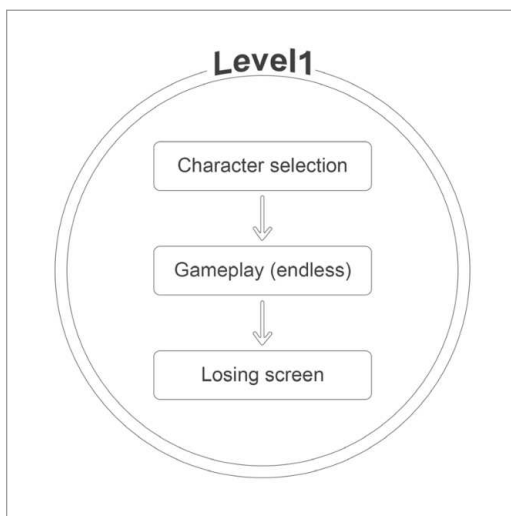 Level1
Character selection
Gameplay (endless)
Losing screen